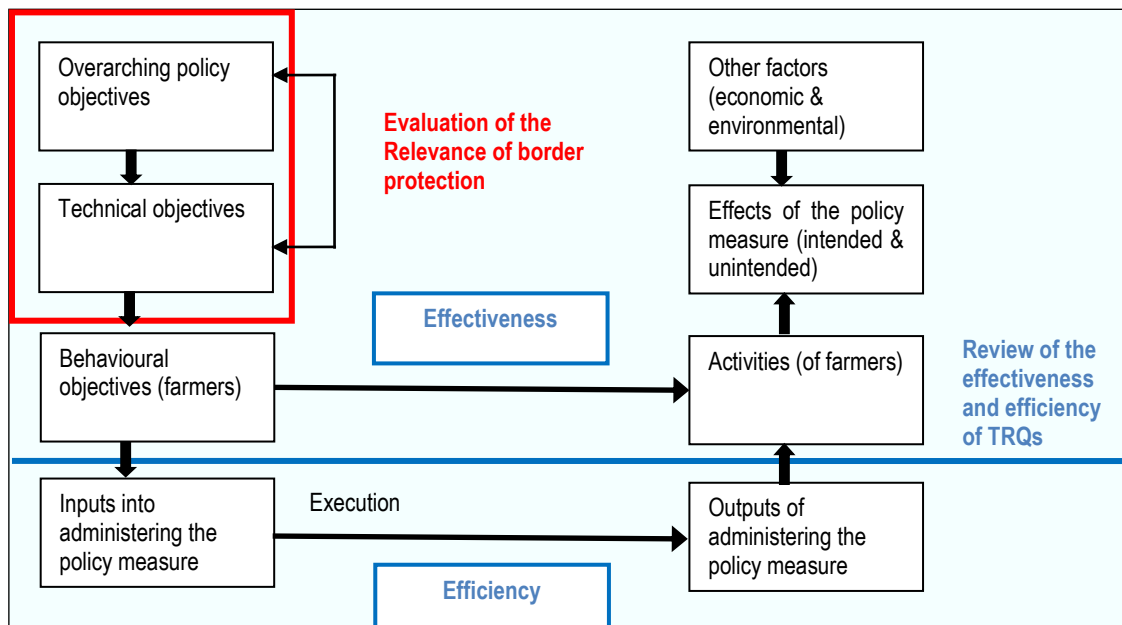 Overarching policy
objectives
Technical objectives
Evaluation of the
Relevance of border
protection
Other factors
(economic &
environmental)
Effects of the policy
measure (intended &
unintended)
Effectiveness
Behavioural
objectives (farmers)
Activities (of farmers)
Review of the
effectiveness
and efficiency
of TRQs
Inputs into
administering the
policy measure
Execution
Outputs of
administering the
policy measure
Efficiency